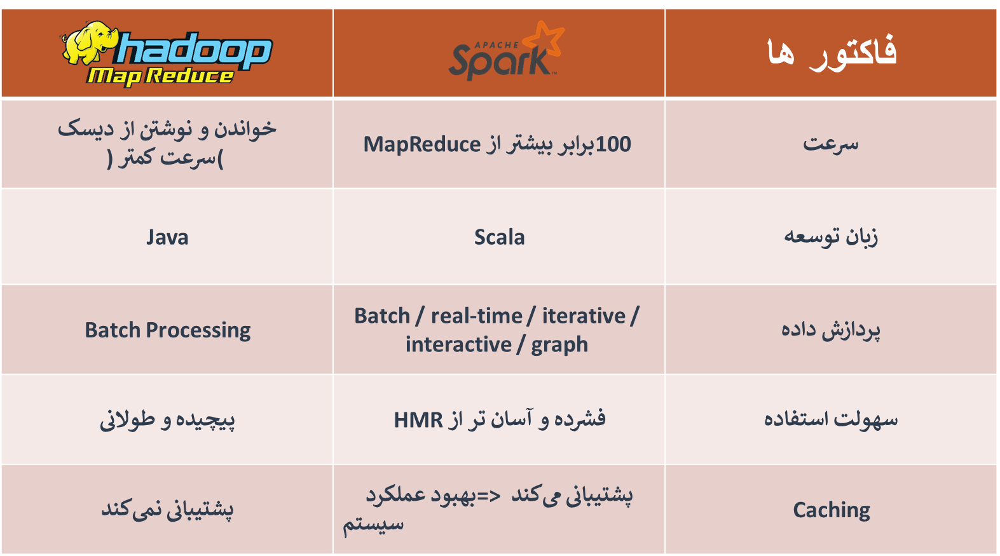 فاکتور ها
APACHE
Spark™
hadoop
Map Reduce
سرعت
100برابر بیشتر از MapReduce
خواندن و نوشتن از دیسک
)سرعت کمتر (
زبان توسعه
Scala
Java
پردازش داده
Batch / real-time / iterative /
interactive / graph
Batch Processing
سهولت استفاده
فشرده و آسان تر از HMR
پیچیده و طولانی
Caching
پشتیبانی می‌کند <=بهبود عملکرد
سیستم
پشتیبانی نمی‌کند